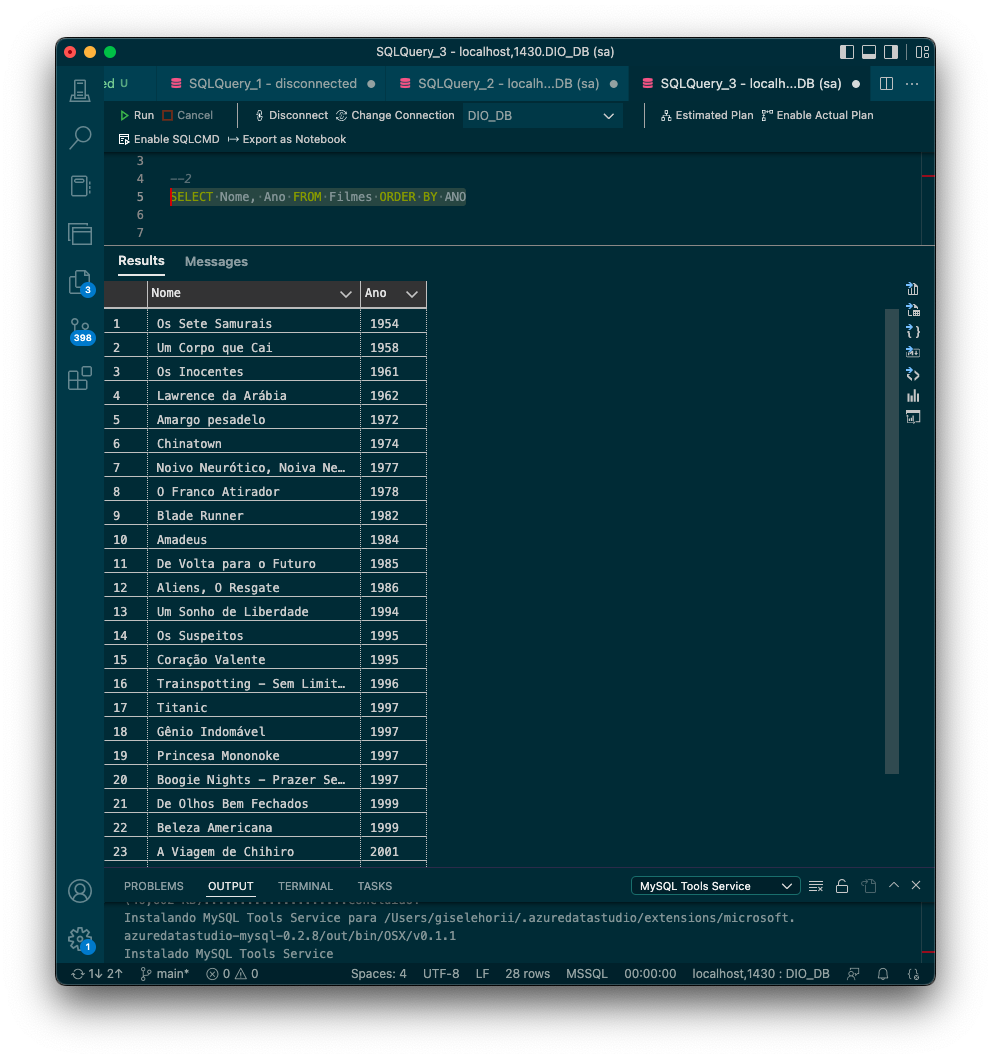 SQLQuery_3 - localhost,1430.DIO_DB (sa)
ed U SQLQuery_1 - disconnected SQLQuery_2 - localh...DB (sa) SQLQuery_3 - localh...DB (sa) ...
Run Cancel Disconnect Change Connection DIO_DB Estimated Plan Enable Actual Plan
Enable SQLCMD Export as Notebook
3
4 --2
5 SELECT Nome, Ano FROM Filmes ORDER BY ANO
6
7
Results Messages
Nome Ano
1 Os Sete Samurais 1954
2 Um Corpo que Cai 1958
3 Os Inocentes 1961
4 Lawrence da Arábia 1962
5 Amargo pesadelo 1972
6 Chinatown 1974
7 Noivo Neurótico, Noiva Ne… 1977
8 O Franco Atirador 1978
9 Blade Runner 1982
10 Amadeus 1984
11 De Volta para o Futuro 1985
12 Aliens, O Resgate 1986
13 Um Sonho de Liberdade 1994
14 Os Suspeitos 1995
15 Coração Valente 1995
16 Trainspotting - Sem Limit… 1996
17 Titanic 1997
18 Gênio Indomável 1997
19 Princesa Mononoke 1997
20 Boogie Nights - Prazer Se… 1997
21 De Olhos Bem Fechados 1999
22 Beleza Americana 1999
23 A Viagem de Chihiro 2001
3
398
PROBLEMS OUTPUT TERMINAL TASKS MySQL Tools Service
Instalando MySQL Tools Service para /Users/giselehorii/.azuredatastudio/extensions/microsoft.
azuredatastudio-mysql-0.2.8/out/bin/OSX/v0.1.1
Instalado MySQL Tools Service
1
1↓ 2↑ main* 0 0 Spaces: 4 UTF-8 LF 28 rows MSSQL 00:00:00 localhost,1430 : DIO_DB